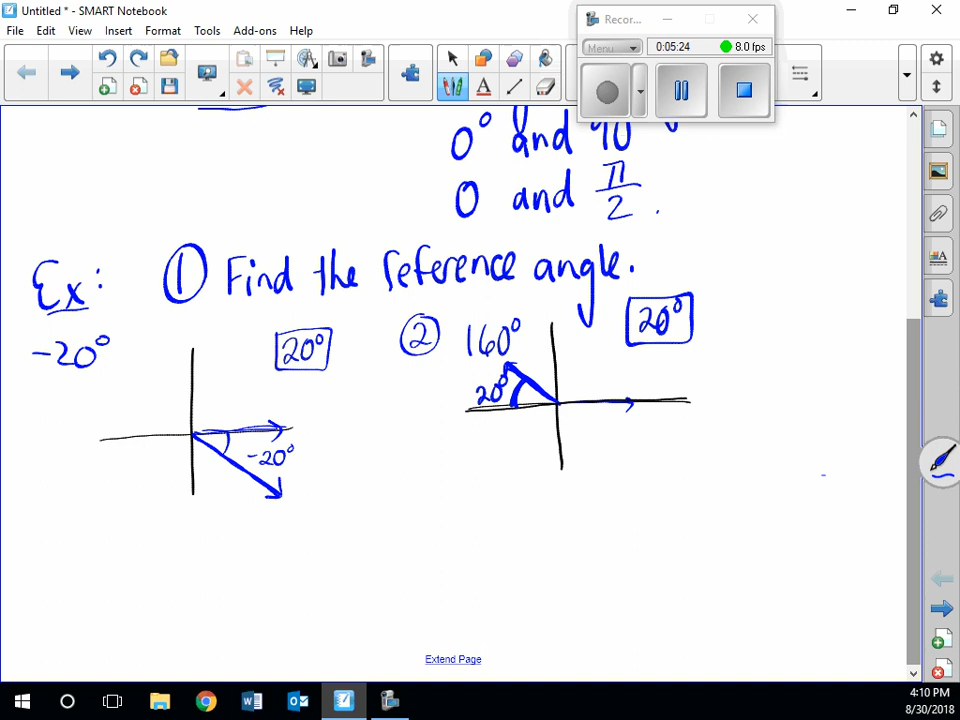 Untitled * - SMART Notebook
File Edit View Insert Format Tools Add-ons Help
Recor...
Menu 0:05:24 8.0 fps
0° and 90°
0 and π/2.
Ex: ① Find the reference angle.
-20° 20° ② 160° 20°
20°
-20°
Extend Page
4:10 PM
8/30/2018